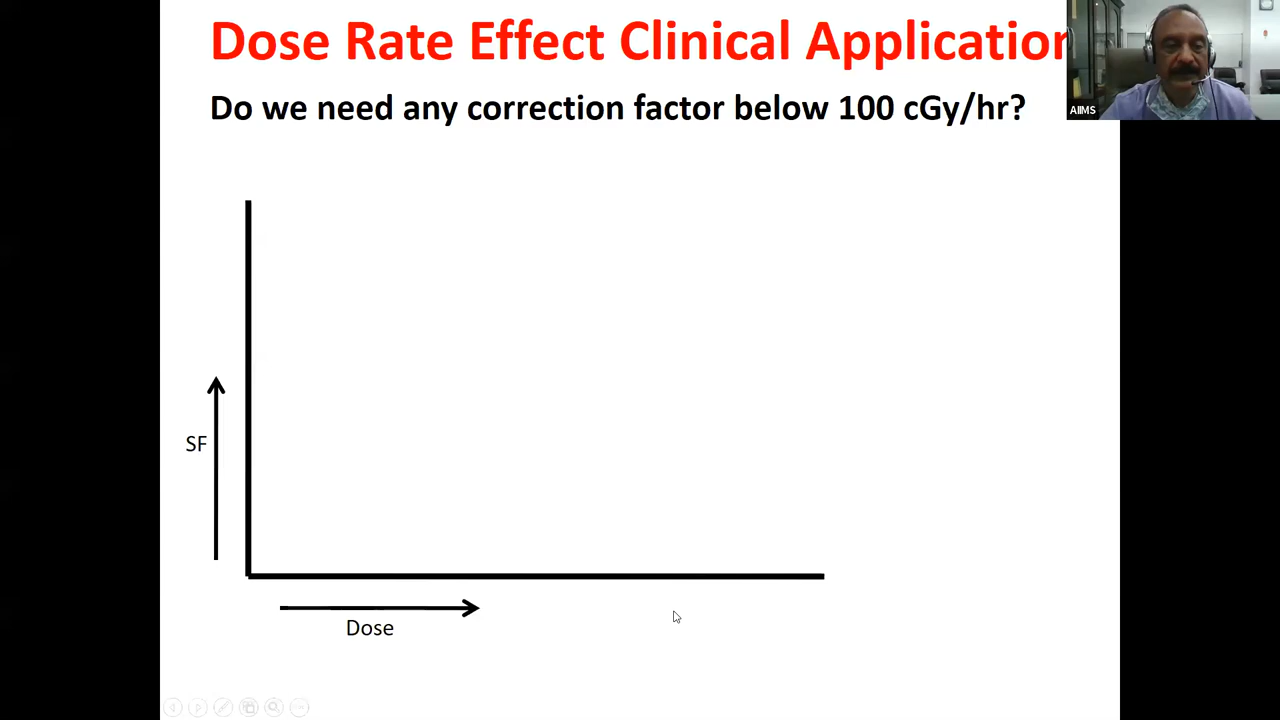 Dose Rate Effect Clinical Application
Do we need any correction factor below 100 cGy/hr?
AIIMS
SF
Dose